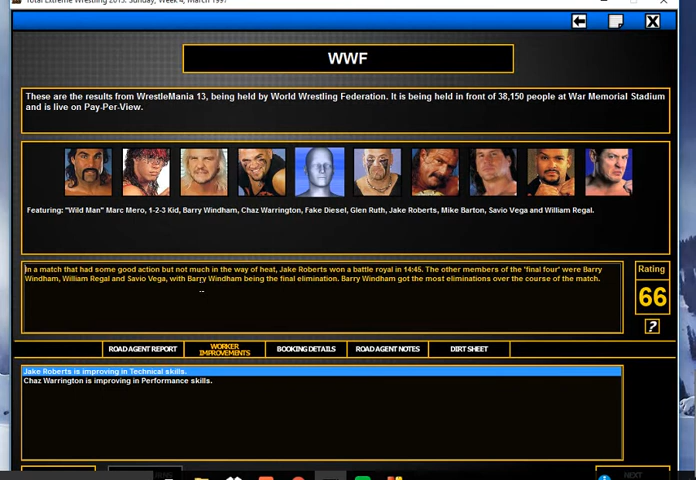 Total Extreme Wrestling 2013: Sunday, Week 4, March 1997
WWF
These are the results from WrestleMania 13, being held by World Wrestling Federation. It is being held in front of 38,150 people at War Memorial Stadium
and is live on Pay-Per-View.
Featuring: "Wild Man" Marc Mero, 1-2-3 Kid, Barry Windham, Chaz Warrington, Fake Diesel, Glen Ruth, Jake Roberts, Mike Barton, Savio Vega and William Regal.
In a match that had some good action but not much in the way of heat, Jake Roberts won a battle royal in 14:45. The other members of the 'final four' were Barry
Windham, William Regal and Savio Vega, with Barry Windham being the final elimination. Barry Windham got the most eliminations over the course of the match.
Rating
66
?
ROAD AGENT REPORT
WORKER
IMPROVEMENTS
BOOKING DETAILS
ROAD AGENT NOTES
DIRT SHEET
Jake Roberts is improving in Technical skills.
Chaz Warrington is improving in Performance skills.
NEXT